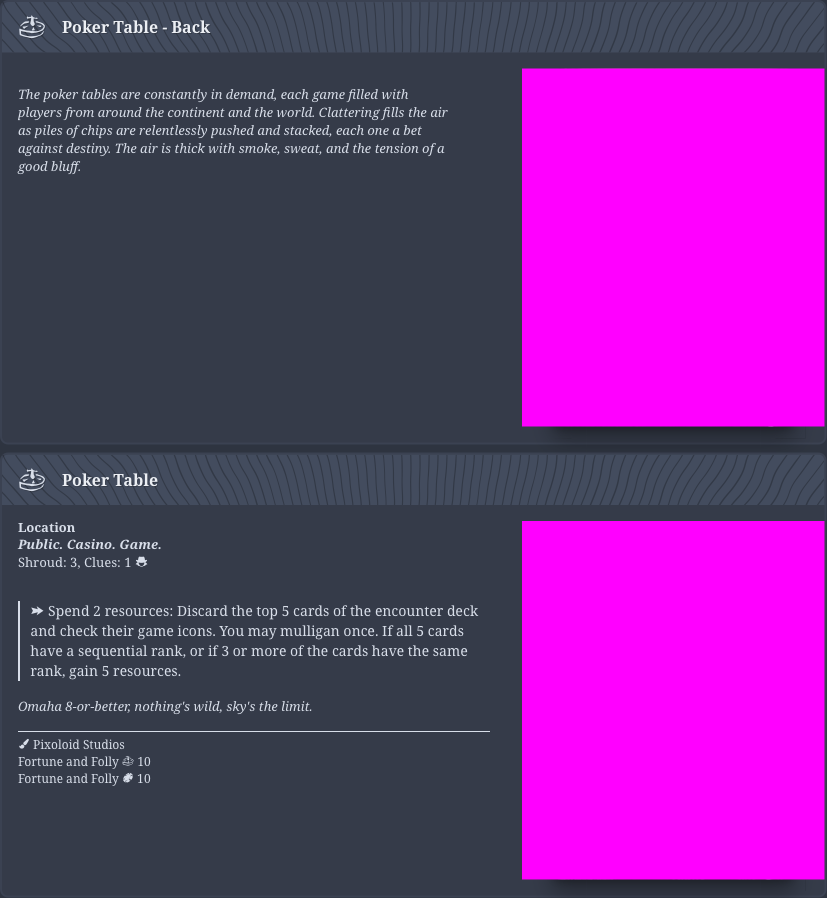 Poker Table - Back
The poker tables are constantly in demand, each game filled with
players from around the continent and the world. Clattering fills the air
as piles of chips are relentlessly pushed and stacked, each one a bet
against destiny. The air is thick with smoke, sweat, and the tension of a
good bluff.
Poker Table
Location
Public. Casino. Game.
Shroud: 3, Clues: 1
Spend 2 resources: Discard the top 5 cards of the encounter deck
and check their game icons. You may mulligan once. If all 5 cards
have a sequential rank, or if 3 or more of the cards have the same
rank, gain 5 resources.
Omaha 8-or-better, nothing's wild, sky's the limit.
Pixoloid Studios
Fortune and Folly 10
Fortune and Folly 10